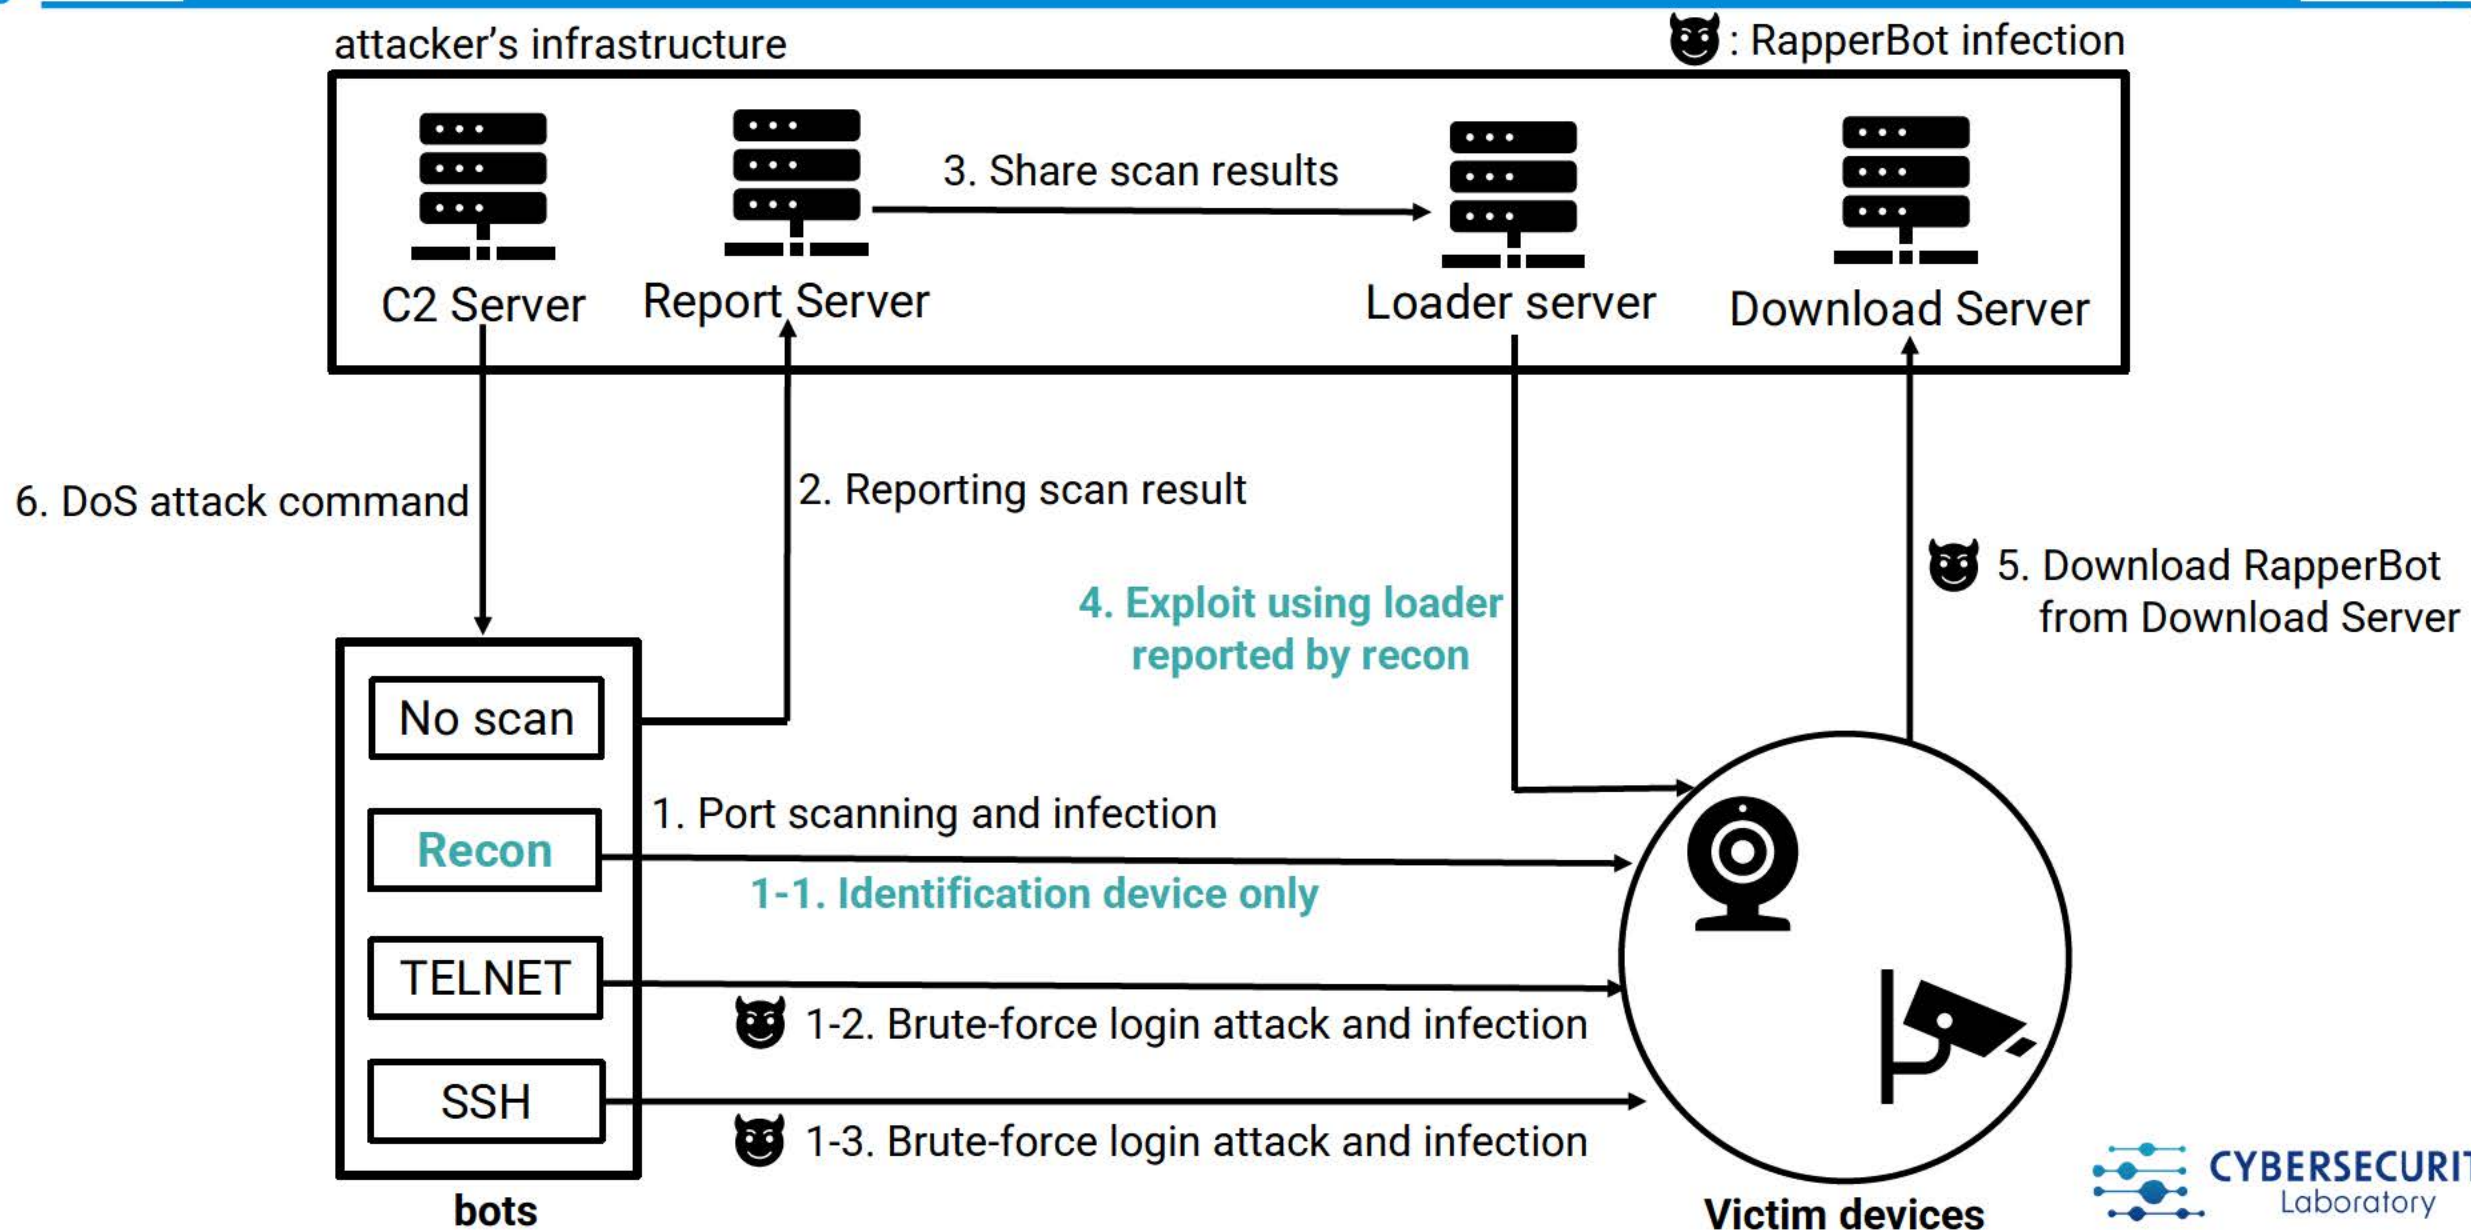 attacker's infrastructure
: RapperBot infection
3. Share scan results
C2 Server
Report Server
Loader server
Download Server
6. DoS attack command
2. Reporting scan result
4. Exploit using loader
reported by recon
5. Download RapperBot
from Download Server
No scan
1. Port scanning and infection
Recon
1-1. Identification device only
TELNET
1-2. Brute-force login attack and infection
SSH
1-3. Brute-force login attack and infection
bots
Victim devices
CYBERSECURIT
Laboratory